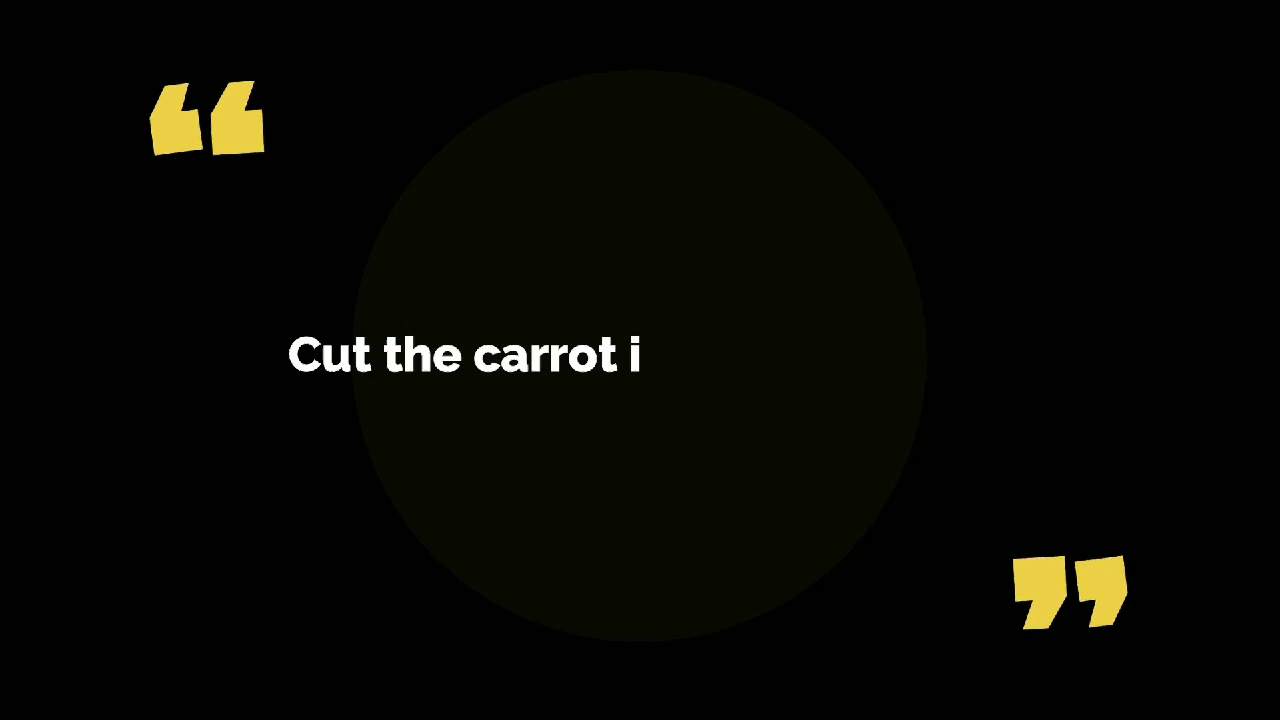 “
Cut the carrot i
”